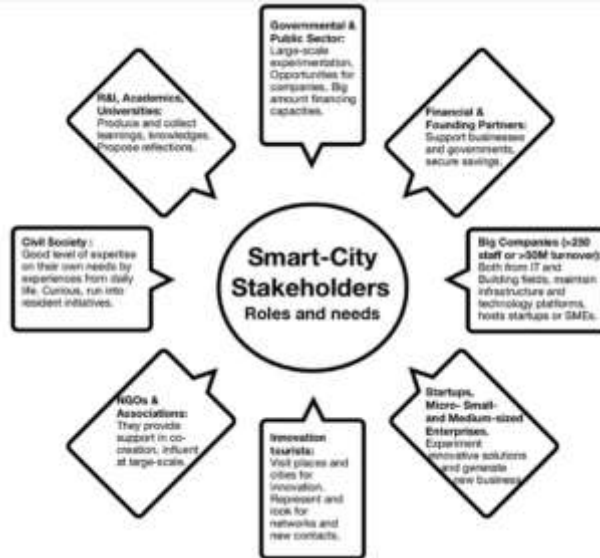 Governmental &
Public Sector:
Large-scale
experimentation.
Opportunities for
companies. Big
amount financing
capacities.
R&I, Academics,
Universities:
Produce and collect
learnings, knowledges.
Propose reflections.
Financial &
Founding Partners:
Support businesses
and governments,
secure savings.
Civil Society :
Good level of expertise
on their own needs by
experiences from daily
life. Curious, run into
resident initiatives.
Smart-City
Stakeholders
Roles and needs
Big Companies (>250
staff or >50M turnover):
Both from IT and
Building fields, maintain
infrastructure and
technology platforms,
hosts startups or SMEs.
NGOs &
Associations:
They provide
support in co-
creation, influent
at large-scale.
Innovation
tourists:
Visit places and
cities for
Innovation.
Represent and
look for
networks and
new contacts.
Startups,
Micro- Small-
and Medium-sized
Enterprises.
Experiment
innovative solutions
and generate
new business